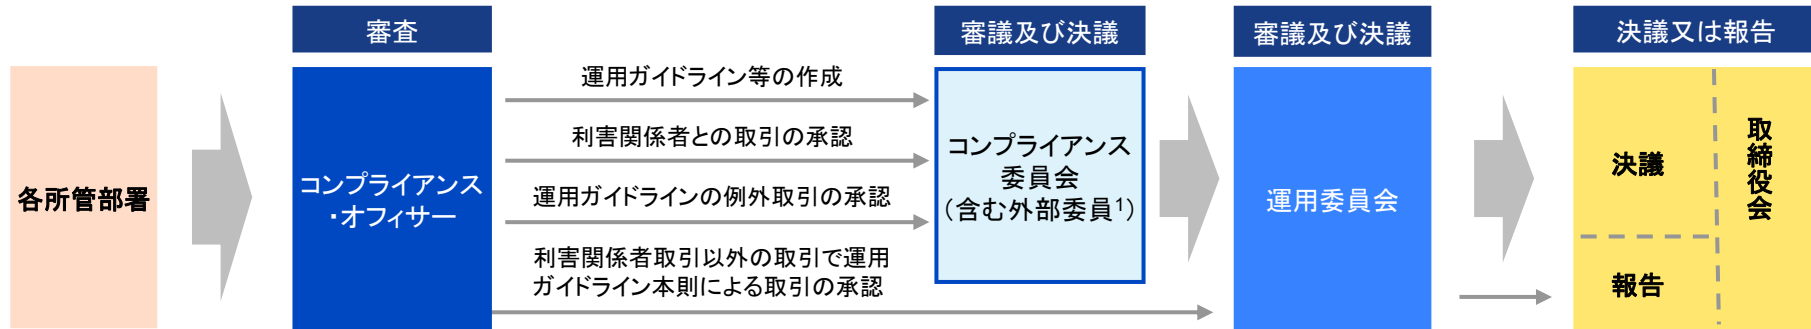 審査
審議及び決議
審議及び決議
決議又は報告
各所管部署
コンプライアンス
・オフィサー
運用ガイドライン等の作成
利害関係者との取引の承認
運用ガイドラインの例外取引の承認
利害関係者取引以外の取引で運用
ガイドライン本則による取引の承認
コンプライアンス
委員会
（含む外部委員1）
運用委員会
決議
報告
取締役会